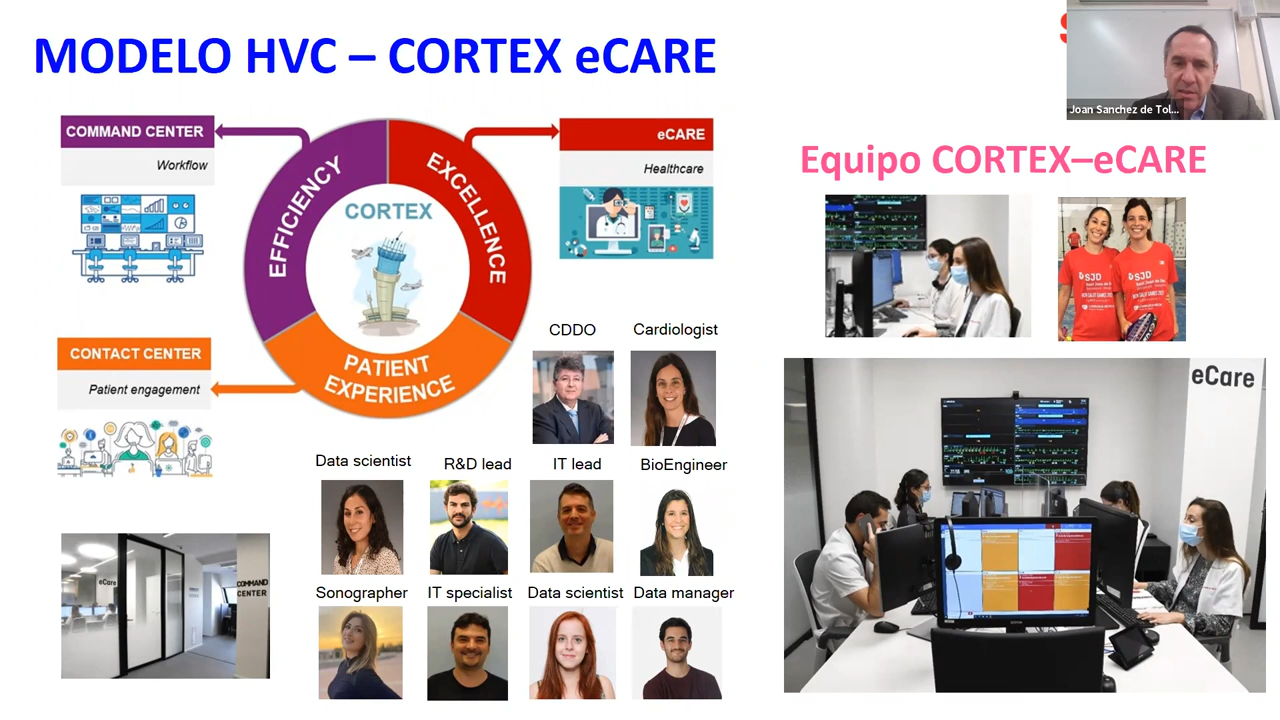 MODELO HVC – CORTEX eCARE
Joan Sanchez de Tol...
COMMAND CENTER
Workflow
EFFICIENCY
EXCELLENCE
CORTEX
PATIENT
EXPERIENCE
eCARE
Healthcare
Equipo CORTEX–eCARE
SJD
SJD
CONTACT CENTER
Patient engagement
CDDO
Cardiologist
eCare
Data scientist
R&D lead
IT lead
BioEngineer
eCare
COMMAND
CENTER
Sonographer
IT specialist
Data scientist
Data manager